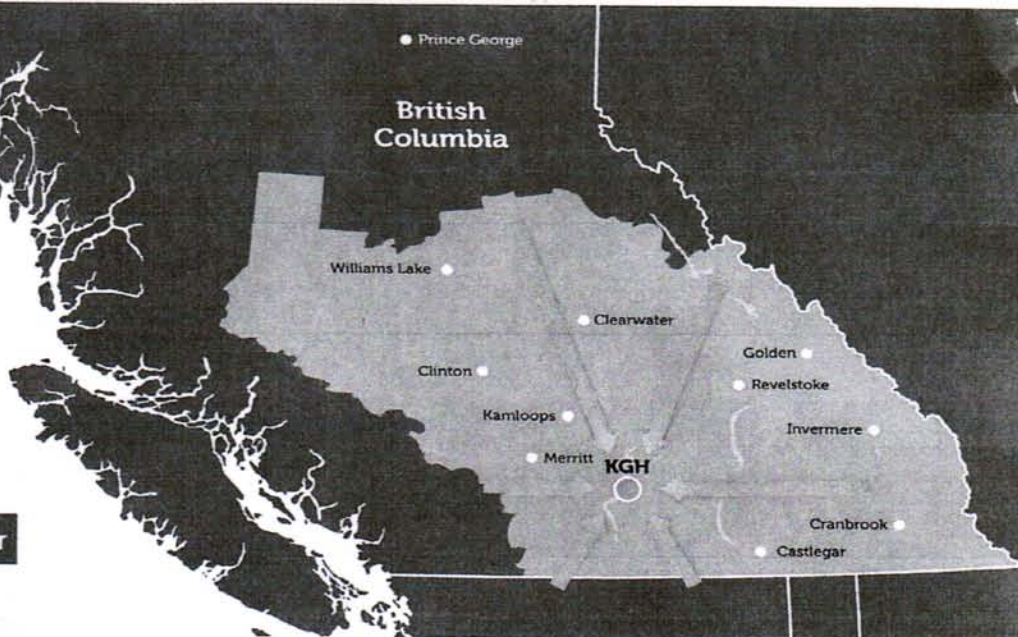 Prince George
British
Columbia
Williams Lake
Clearwater
Golden
Clinton
Revelstoke
Kamloops
Invermere
Merritt
KGH
Cranbrook
Castlegar